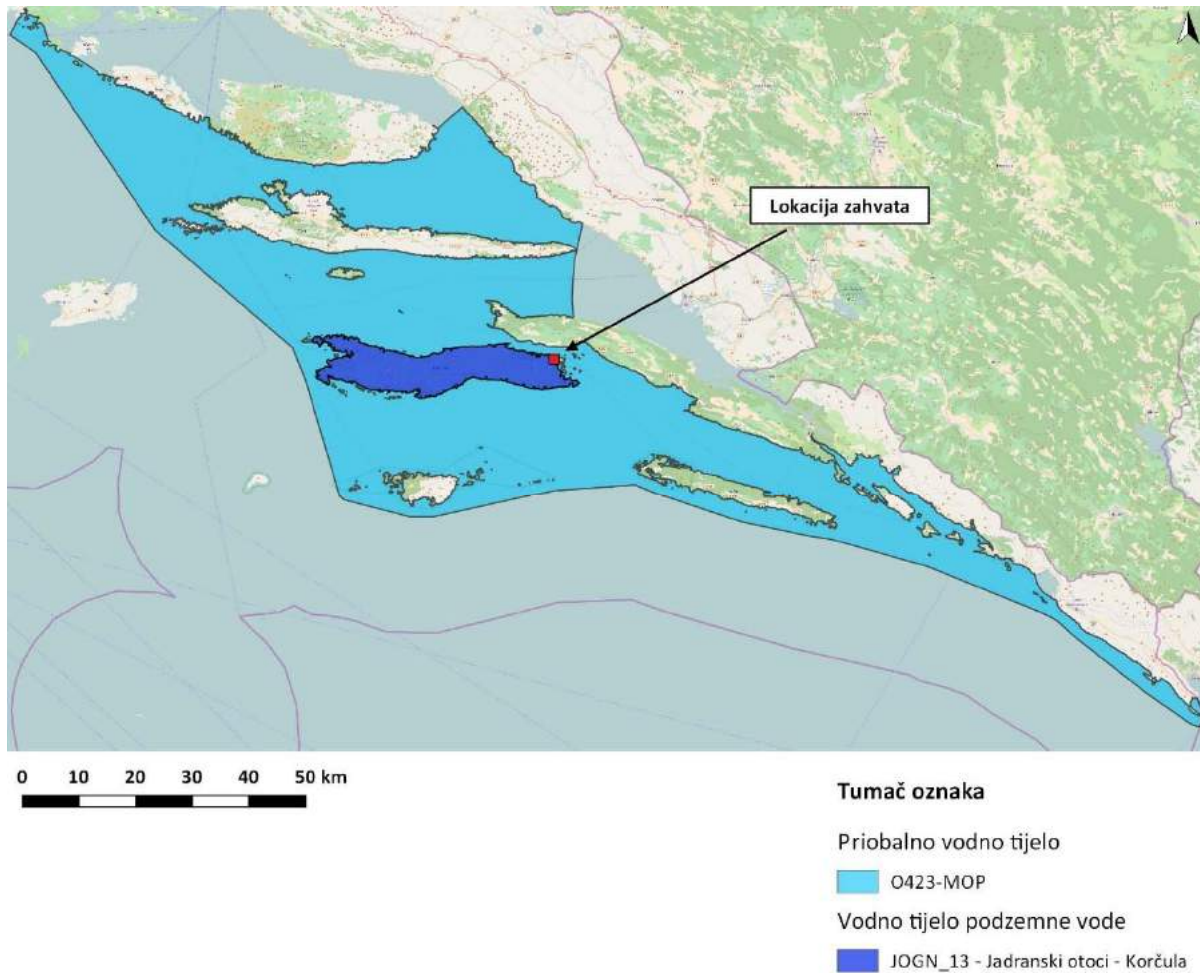 Lokacija zahvata
0 10 20 30 40 50 km
Tumač oznaka
Priobalno vodno tijelo
O423-MOP
Vodno tijelo podzemne vode
JOGN_13 - Jadranski otoci - Korčula